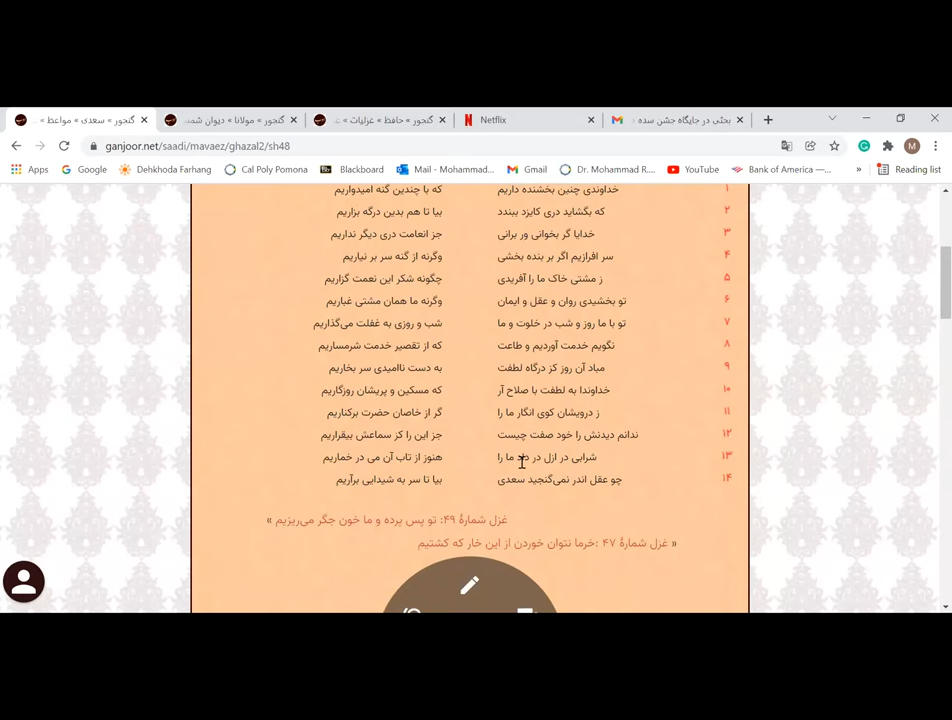 گنجور » سعدی » مواعظ »
گنجور » مولانا » دیوان شمس
گنجور » حافظ » غزلیات »
Netflix
بحثی در جایگاه جشن سده
ganjoor.net/saadi/mavaez/ghazal2/sh48
M
Apps Google Dehkhoda Farhang Cal Poly Pomona Blackboard Mail - Mohammad... Gmail Dr. Mohammad R.... YouTube Bank of America —... Reading list
۱ خداوندی چنین بخشنده داریم که با چندین گنه امیدواریم
۲ که بگشاید دری کایزد ببندد بیا تا هم بدین درگه بزاریم
۳ خدایا گر بخوانی ور برانی جز انعامت دری دیگر نداریم
۴ سر افرازیم اگر بر بنده بخشی وگرنه از گنه سر بر نیاریم
۵ ز مشتی خاک ما را آفریدی چگونه شکر این نعمت گزاریم
۶ تو بخشیدی روان و عقل و ایمان وگرنه ما همان مشتی غباریم
۷ تو با ما روز و شب در خلوت و ما شب و روزی به غفلت می‌گذاریم
۸ نگویم خدمت آوردیم و طاعت که از تقصیر خدمت شرمساریم
۹ مباد آن روز کز درگاه لطفت به دست ناامیدی سر بخاریم
۱۰ خداوندا به لطفت با صلاح آر که مسکین و پریشان روزگاریم
۱۱ ز درویشان کوی انگار ما را گر از خاصان حضرت برکناریم
۱۲ ندانم دیدنش را خود صفت چیست جز این را کز سماعش بیقراریم
۱۳ شرابی در ازل در داد ما را هنوز از تاب آن می در خماریم
۱۴ چو عقل اندر نمی‌گنجید سعدی بیا تا سر به شیدایی برآریم
غزل شمارهٔ ۴۹: تو پس پرده و ما خون جگر می‌ریزیم »
« غزل شمارهٔ ۴۷ :خرما نتوان خوردن از این خار که کشتیم